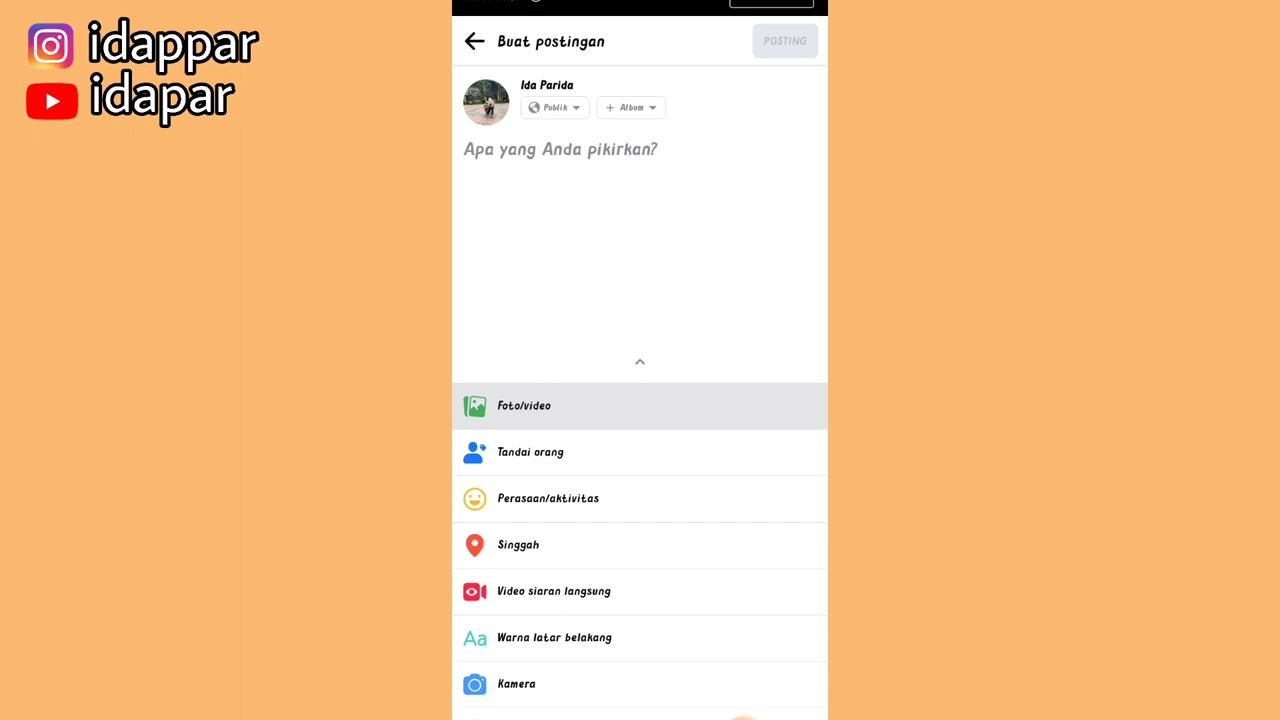 idappar
idapar
Buat postingan
POSTING
Ida Parida
Publik
+ Album
Apa yang Anda pikirkan?
Foto/video
Tandai orang
Perasaan/aktivitas
Singgah
Video siaran langsung
Aa Warna latar belakang
Kamera